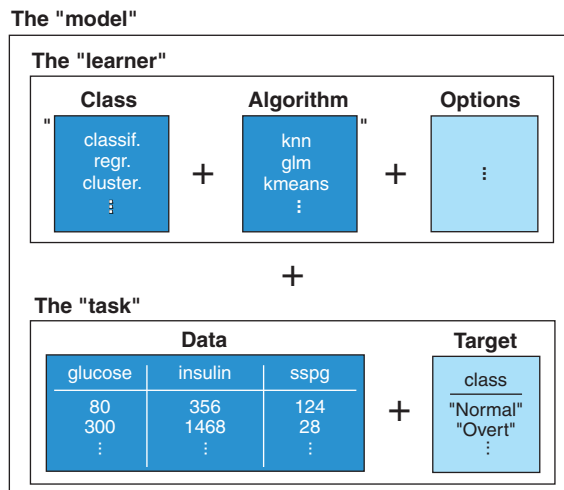 The "model"
The "learner"
Class
Algorithm
Options
"
classif.
regr.
cluster.
⋮
+
knn
glm
kmeans
⋮
"
+
⋮
+
The "task"
Data
Target
glucose insulin sspg
80 356 124
300 1468 28
⋮ ⋮ ⋮
+
class
"Normal"
"Overt"
⋮